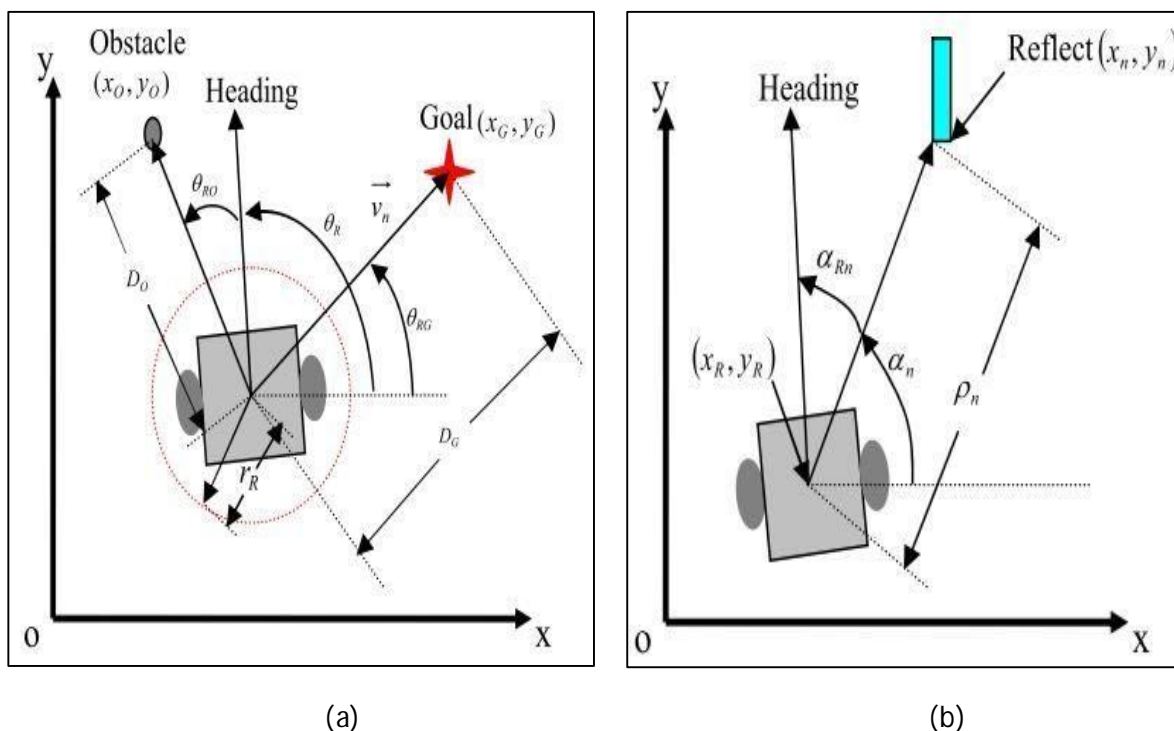 Obstacle
(x_O, y_O)
y
Heading
Goal (x_G, y_G)
θ_RO
θ_R
v_n
D_O
θ_RG
r_R
D_G
o
x
(a)
Reflect (x_n, y_n)
y
Heading
α_Rn
(x_R, y_R)
α_n
ρ_n
o
x
(b)